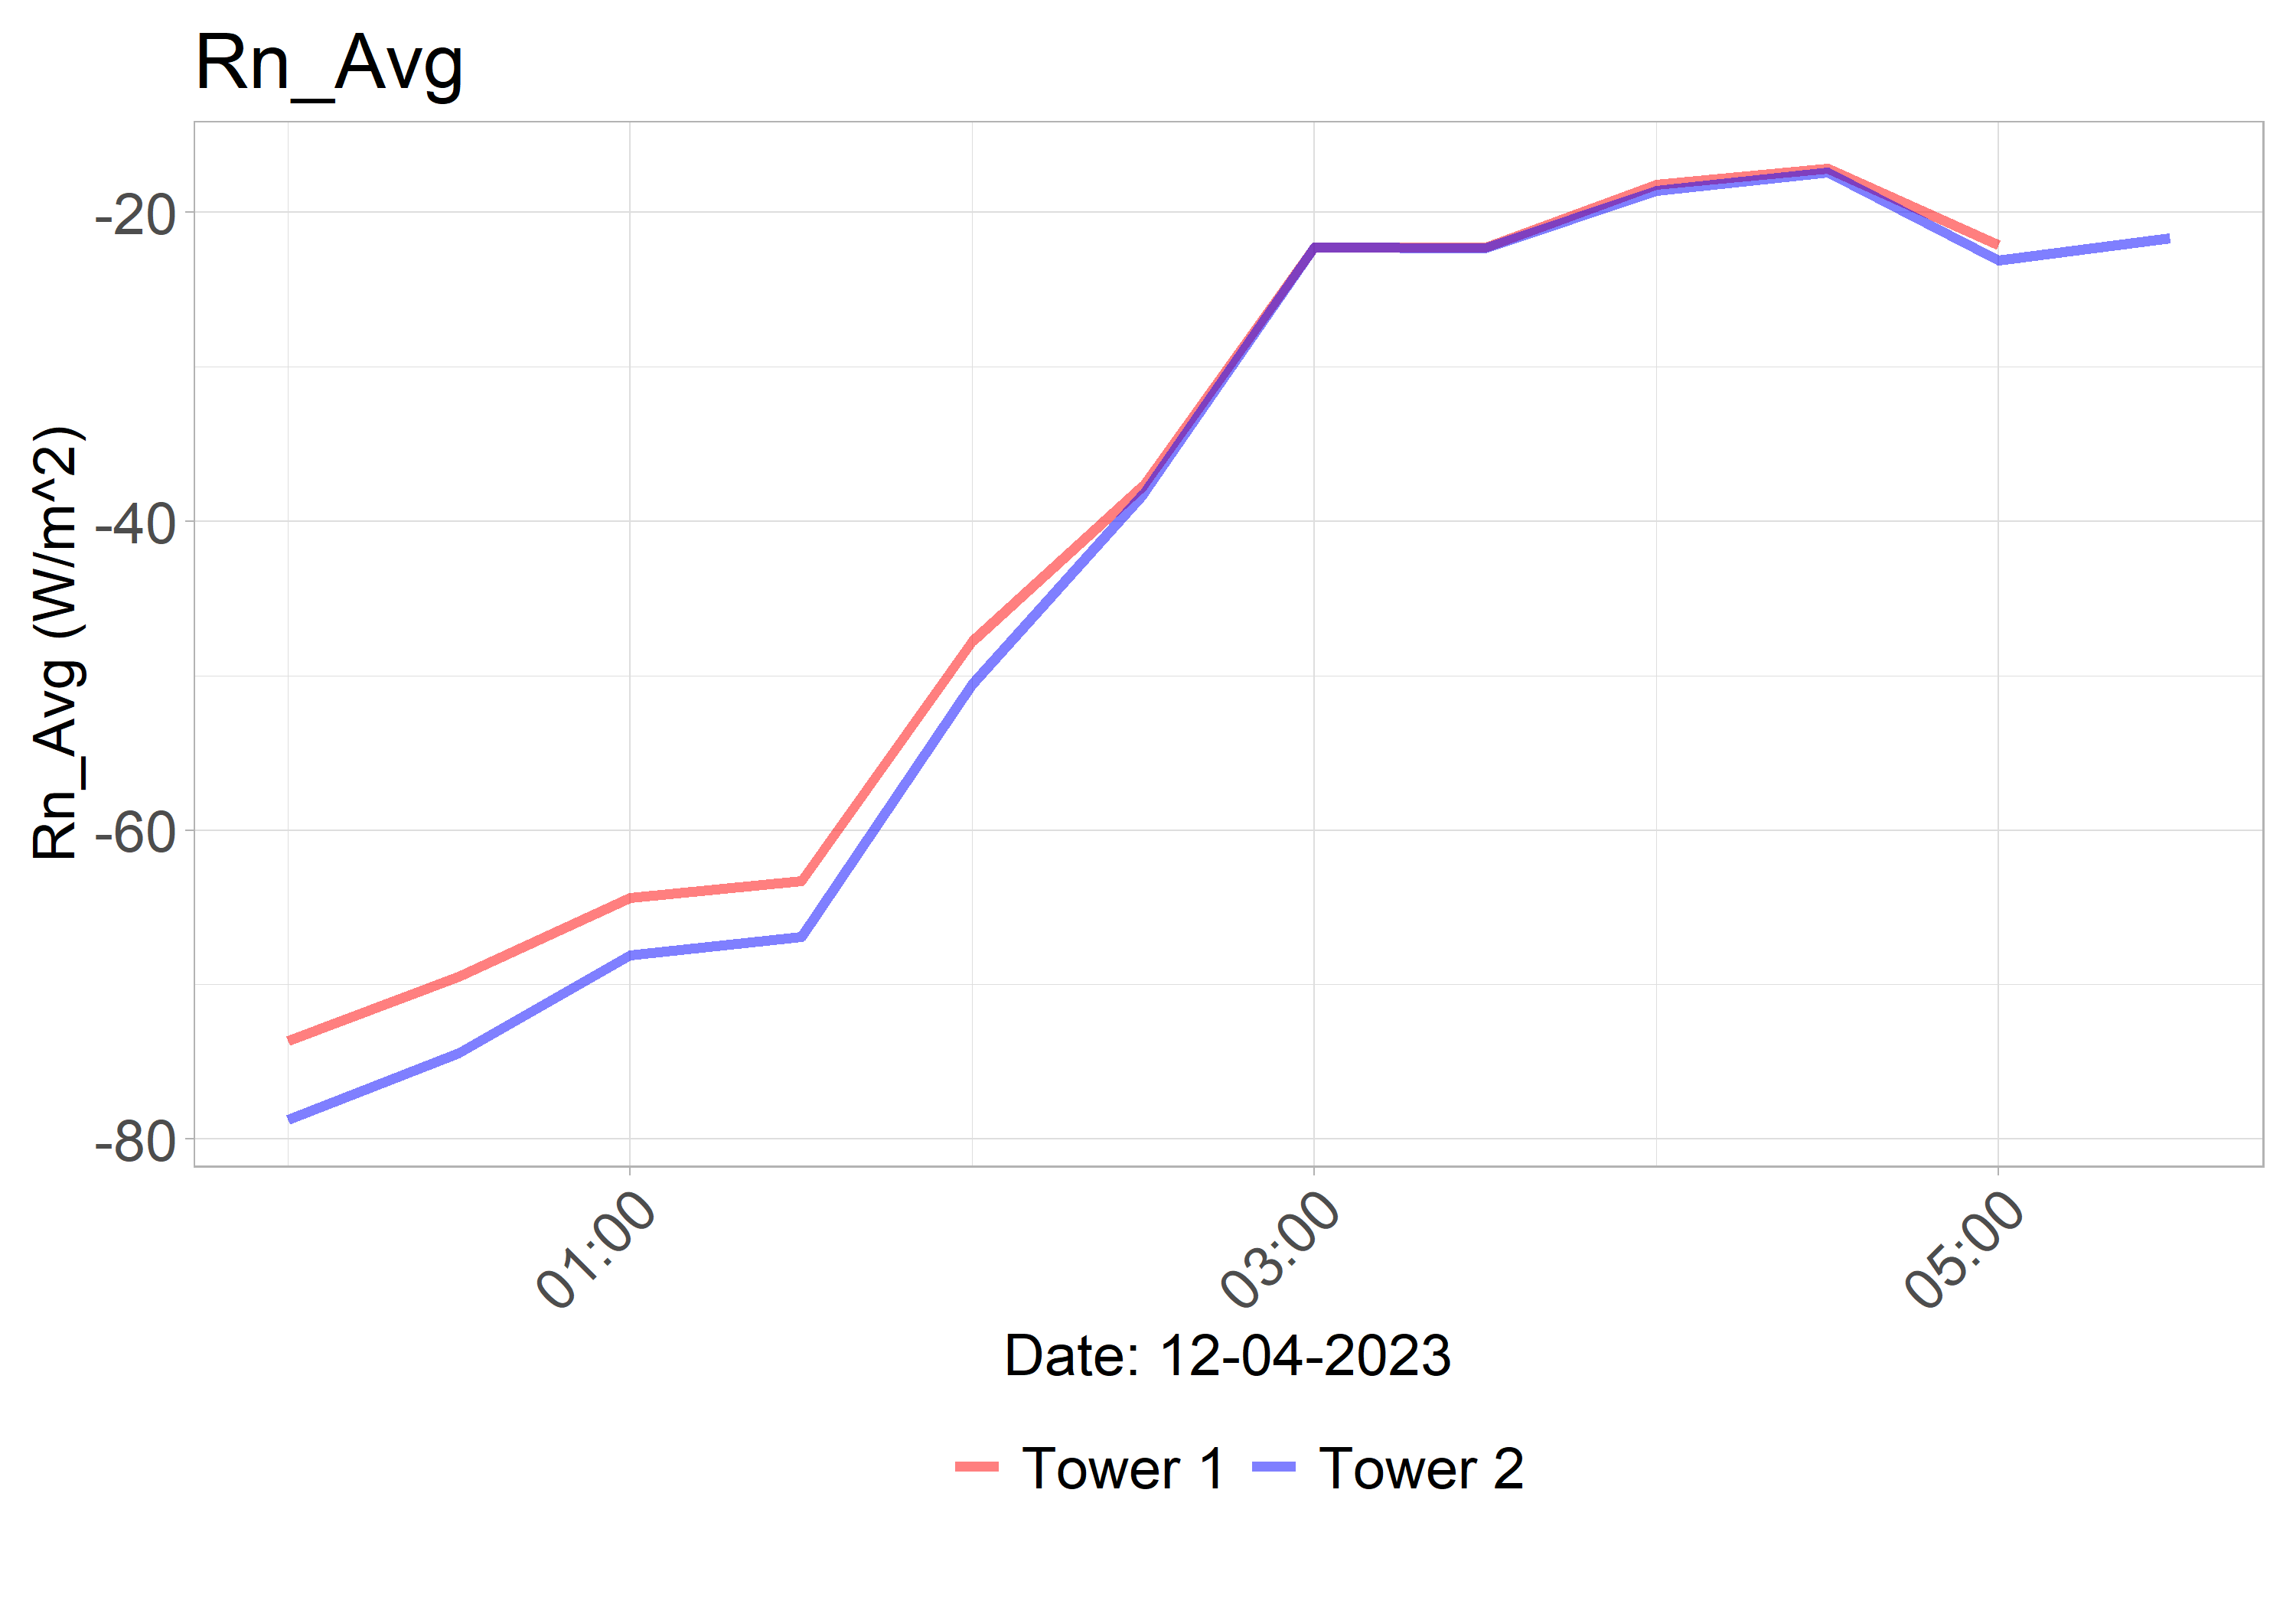 Rn_Avg
Rn_Avg (W/m^2)
-20
-40
-60
-80
01:00 03:00 05:00
Date: 12-04-2023
Tower 1 Tower 2